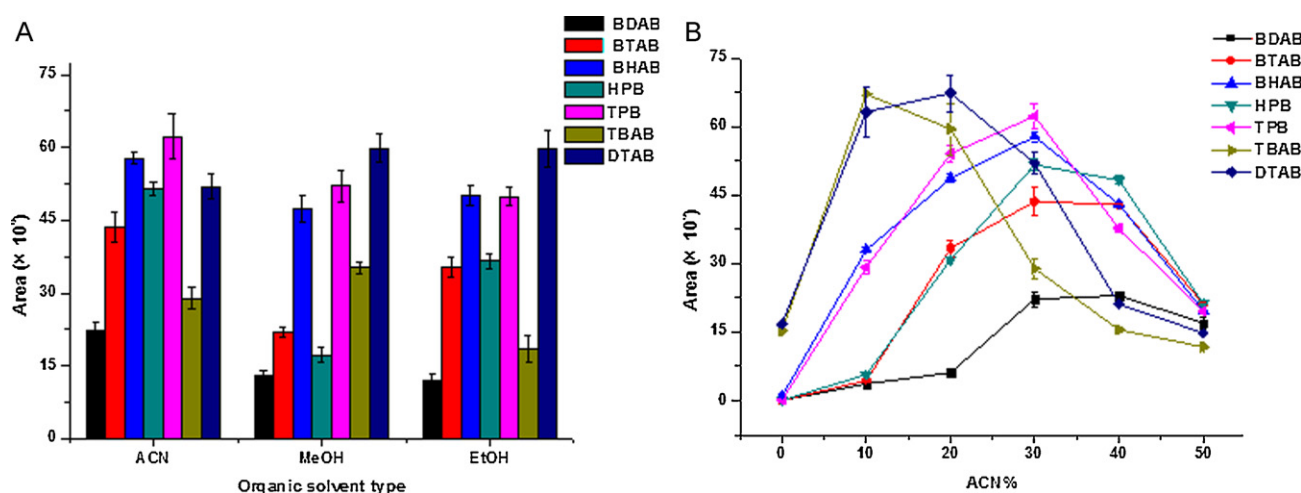 A
BDAB
BTAB
BHAB
HPB
TPB
TBAB
DTAB
75
60
45
30
15
0
Area (×
ACN MeOH EtOH
Organic solvent type
B
BDAB
BTAB
BHAB
HPB
TPB
TBAB
DTAB
75
60
45
30
15
0
Area (×
0 10 20 30 40 50
ACN%